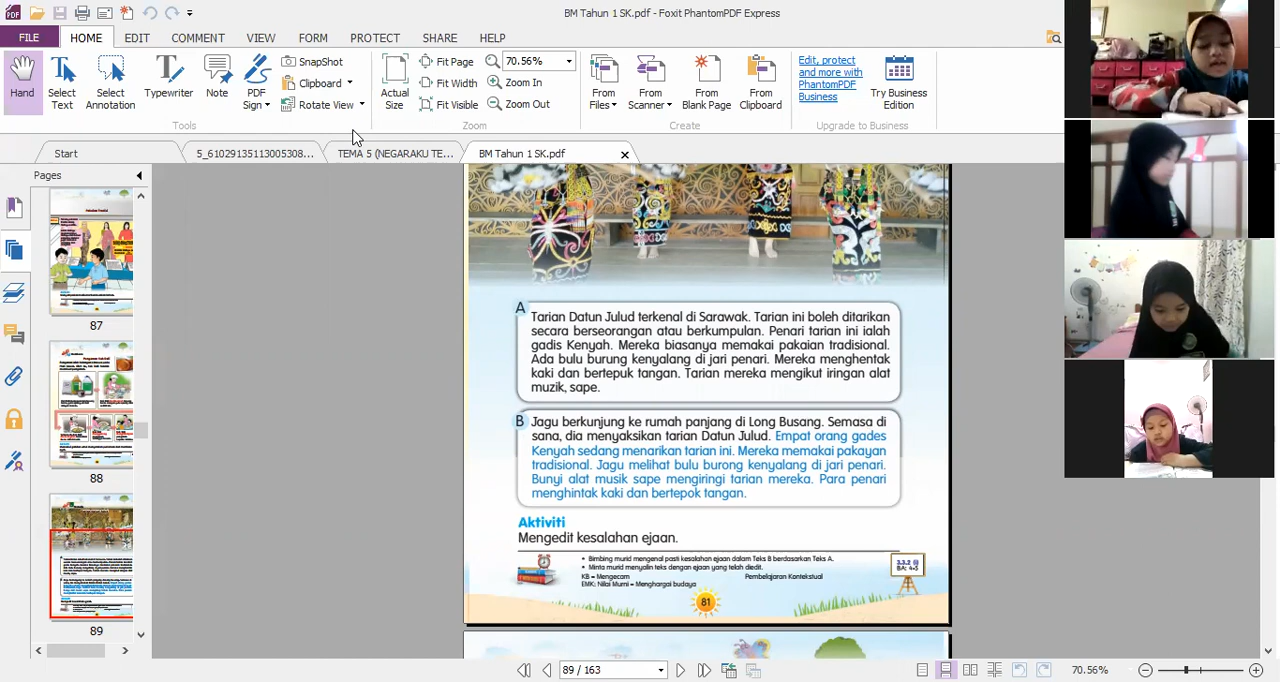 BM Tahun 1 SK.pdf - Foxit PhantomPDF Express
FILE HOME EDIT COMMENT VIEW FORM PROTECT SHARE HELP
Hand
Select Text
Select Annotation
Typewriter
Note
PDF Sign
SnapShot
Clipboard
Rotate View
Tools
Actual Size
Fit Page
Fit Width
Fit Visible
70.56%
Zoom In
Zoom Out
Zoom
From Files
From Scanner
From Blank Page
From Clipboard
Create
Edit, protect
and more with
PhantomPDF
Business
Try Business Edition
Upgrade to Business
Start
5_61029135113005308...
TEMA 5 (NEGARAKU TE...
BM Tahun 1 SK.pdf
Pages
87
88
89
A
Tarian Datun Julud terkenal di Sarawak. Tarian ini boleh ditarikan
secara berseorangan atau berkumpulan. Penari tarian ini ialah
gadis Kenyah. Mereka biasanya memakai pakaian tradisional.
Ada bulu burung kenyalang di jari penari. Mereka menghentak
kaki dan bertepuk tangan. Tarian mereka mengikut iringan alat
muzik, sape.
B
Jagu berkunjung ke rumah panjang di Long Busang. Semasa di
sana, dia menyaksikan tarian Datun Julud. Empat orang gades
Kenyah sedang menarikan tarian ini. Mereka memakai pakayan
tradisional. Jagu melihat bulu burong kenyalang di jari penari.
Bunyi alat musik sape mengiringi tarian mereka. Para penari
menghintak kaki dan bertepok tangan.
Aktiviti
Mengedit kesalahan ejaan.
• Bimbing murid mengenal pasti kesalahan ejaan dalam Teks B berdasarkan Teks A.
• Minta murid menyalin teks dengan ejaan yang telah diedit.
KB = Mengecam Pembelajaran Kontekstual
EMK: Nilai Murni = Menghargai budaya
81
89 / 163
70.56%